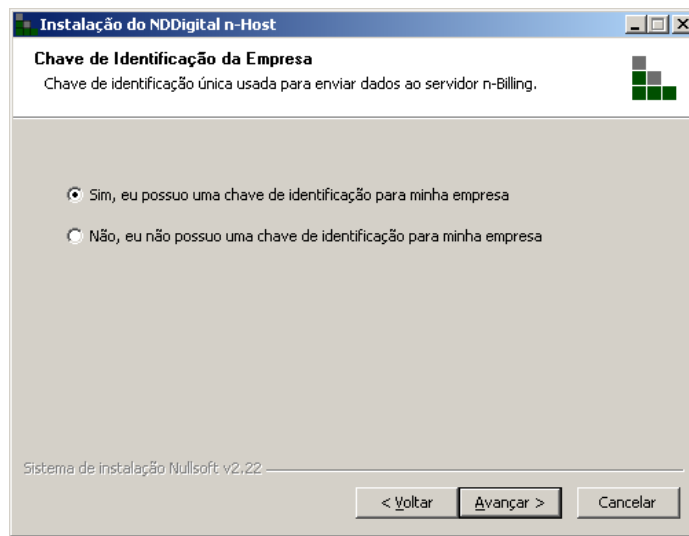 Instalação do NDDigital n-Host
Chave de Identificação da Empresa
Chave de identificação única usada para enviar dados ao servidor n-Billing.
Sim, eu possuo uma chave de identificação para minha empresa
Não, eu não possuo uma chave de identificação para minha empresa
Sistema de instalação Nullsoft v2.22
< Voltar
Avançar >
Cancelar